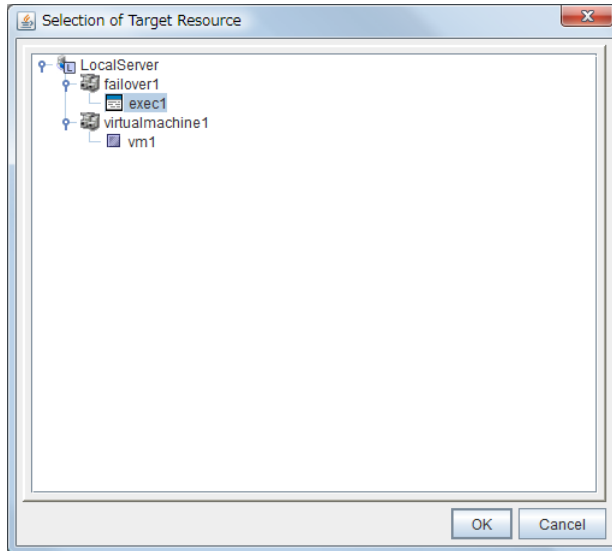 Selection of Target Resource
LocalServer
failover1
exec1
virtualmachine1
vm1
OK Cancel